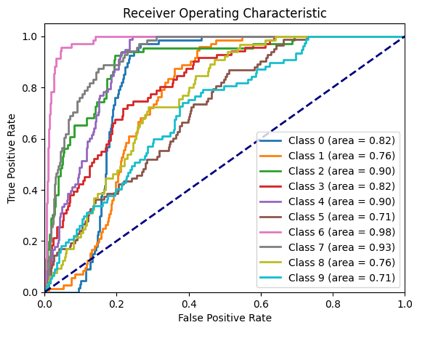 Receiver Operating Characteristic
True Positive Rate
1.0
0.8
0.6
0.4
0.2
0.0
Class 0 (area = 0.82)
Class 1 (area = 0.76)
Class 2 (area = 0.90)
Class 3 (area = 0.82)
Class 4 (area = 0.90)
Class 5 (area = 0.71)
Class 6 (area = 0.98)
Class 7 (area = 0.93)
Class 8 (area = 0.76)
Class 9 (area = 0.71)
0.0 0.2 0.4 0.6 0.8 1.0
False Positive Rate